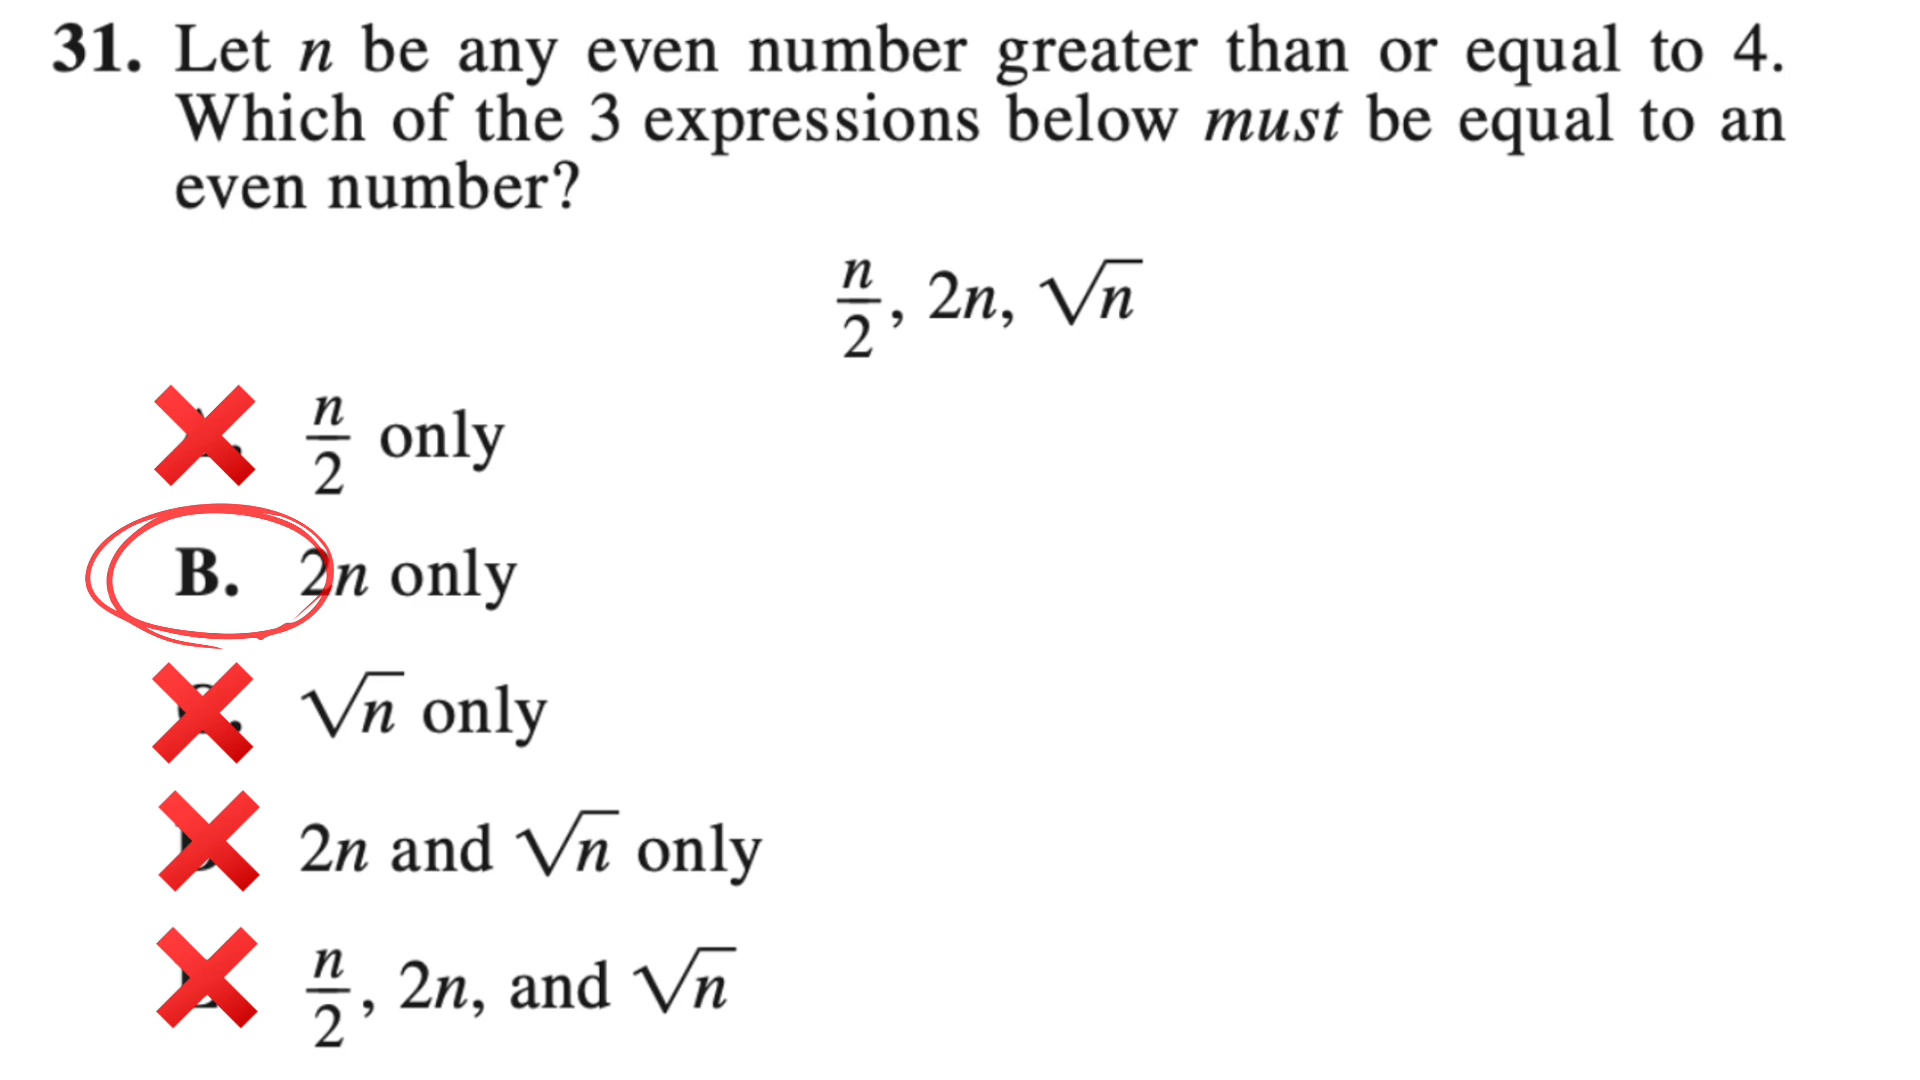 31. Let n be any even number greater than or equal to 4.
Which of the 3 expressions below must be equal to an
even number?
n/2, 2n, √n
n/2 only
B. 2n only
√n only
2n and √n only
n/2, 2n, and √n